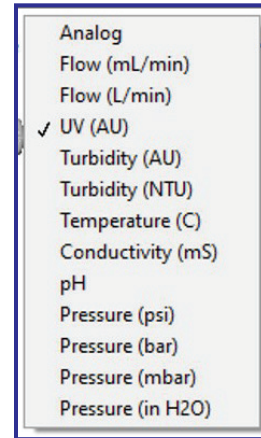 Analog
Flow (mL/min)
Flow (L/min)
✓ UV (AU)
Turbidity (AU)
Turbidity (NTU)
Temperature (C)
Conductivity (mS)
pH
Pressure (psi)
Pressure (bar)
Pressure (mbar)
Pressure (in H2O)